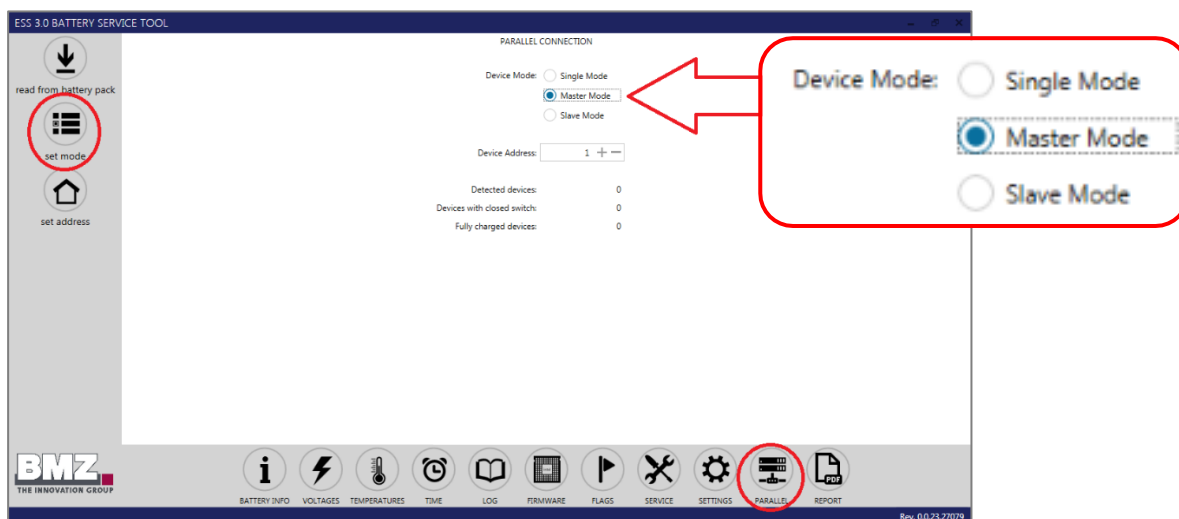 ESS 3.0 BATTERY SERVICE TOOL
PARALLEL CONNECTION
read from battery pack
set mode
set address
Device Mode: Single Mode
Master Mode
Slave Mode
Device Address: 1
Detected devices: 0
Devices with closed switch: 0
Fully charged devices: 0
Device Mode: Single Mode
Master Mode
Slave Mode
BMZ
THE INNOVATION GROUP
BATTERY INFO VOLTAGES TEMPERATURES TIME LOG FIRMWARE FLAGS SERVICE SETTINGS PARALLEL REPORT
PDF
Rev. 0.0.23.27079